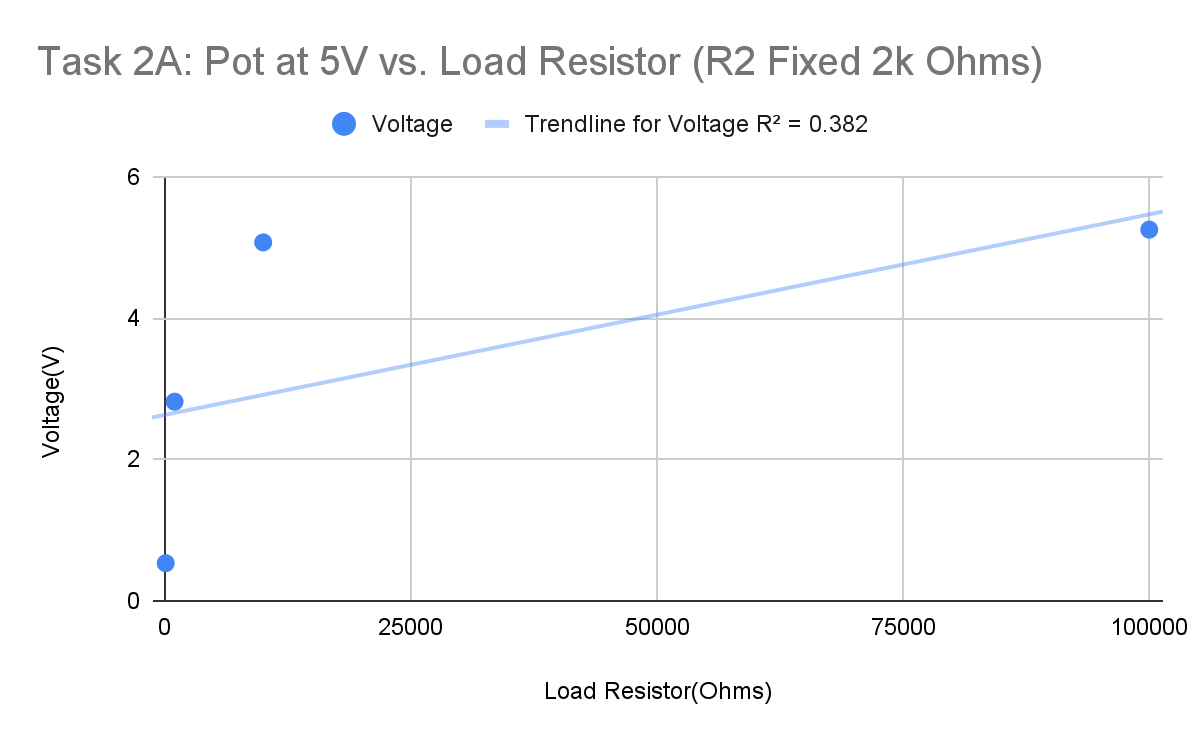 Task 2A: Pot at 5V vs. Load Resistor (R2 Fixed 2k Ohms)
Voltage
Trendline for Voltage R² = 0.382
6
4
2
0
Voltage(V)
0
25000
50000
75000
100000
Load Resistor(Ohms)